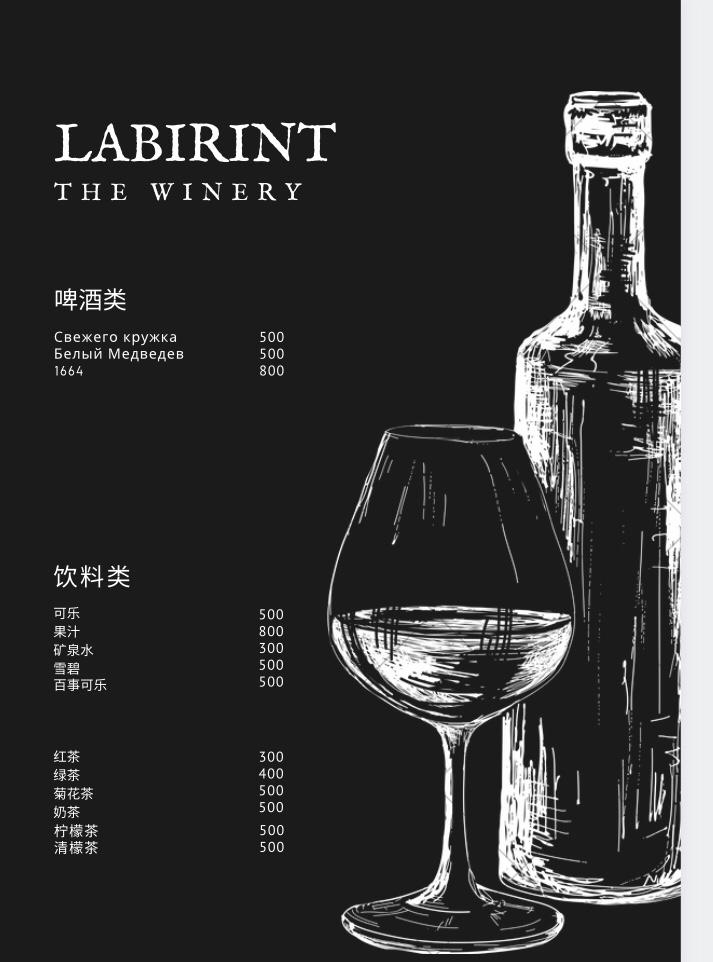 LABIRINT
THE WINERY
啤酒类
Свежего кружка 500
Белый Медведев 500
1664 800
饮料类
可乐 500
果汁 800
矿泉水 300
雪碧 500
百事可乐 500
红茶 300
绿茶 400
菊花茶 500
奶茶 500
柠檬茶 500
清檬茶 500